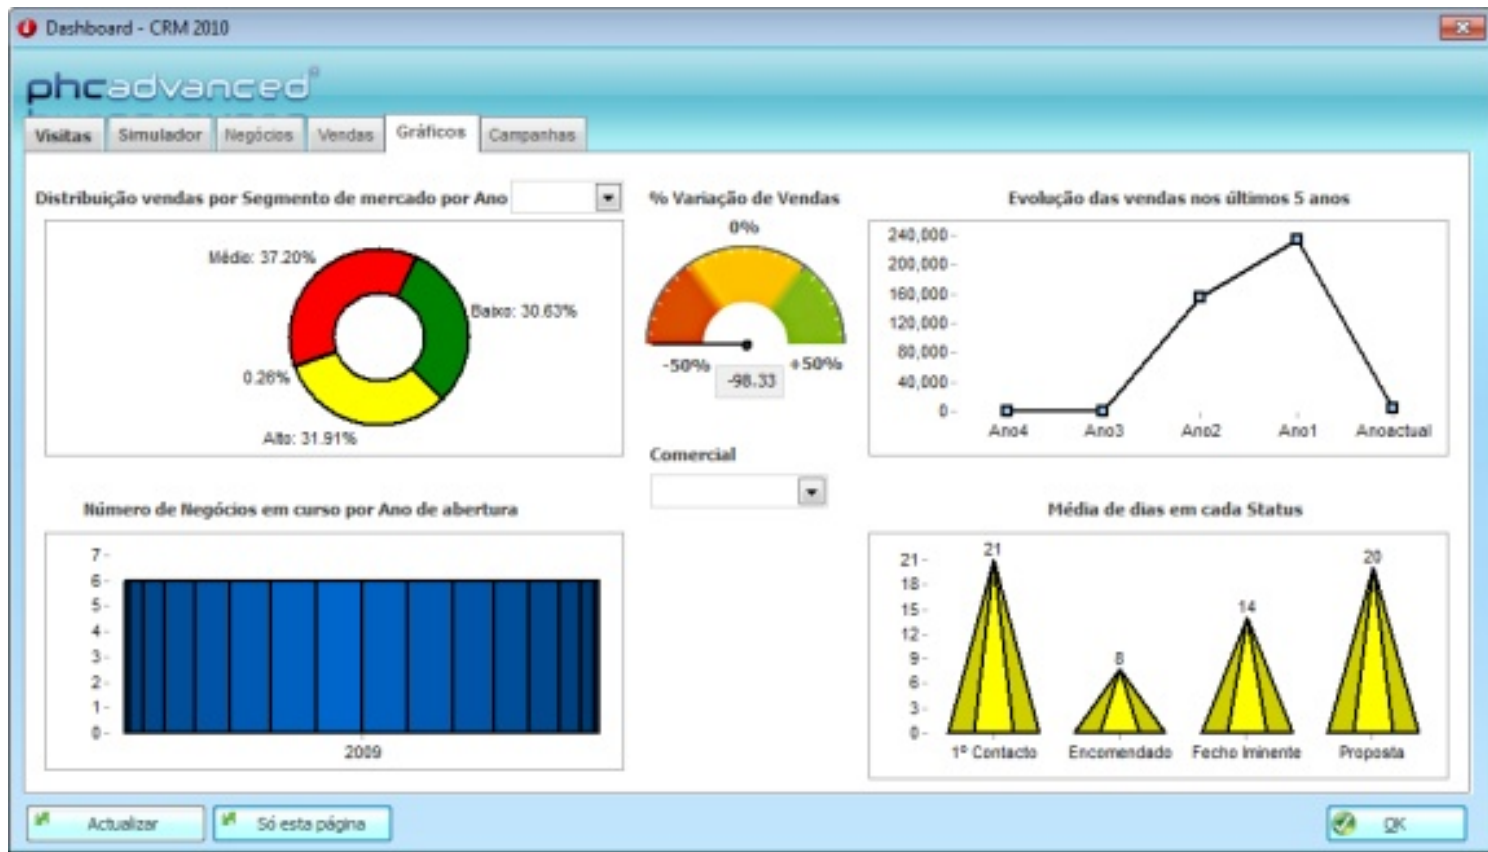 Dashboard - CRM 2010
phcadvanced
Visitas Simulador Negócios Vendas Gráficos Campanhas
Distribuição vendas por Segmento de mercado por Ano
Médio: 37.20%
Baixo: 30.63%
0.26%
Alto: 31.91%
% Variação de Vendas
0%
-50% +50%
-98.33
Comercial
Evolução das vendas nos últimos 5 anos
240,000
200,000
160,000
120,000
80,000
40,000
0
Ano4 Ano3 Ano2 Ano1 Anoactual
Número de Negócios em curso por Ano de abertura
7
6
5
4
3
2
1
0
2009
Média de dias em cada Status
21
18
15
12
9
6
3
0
21 8 14 20
1º Contacto Encomendado Fecho Iminente Proposta
Actualizar Só esta página OK